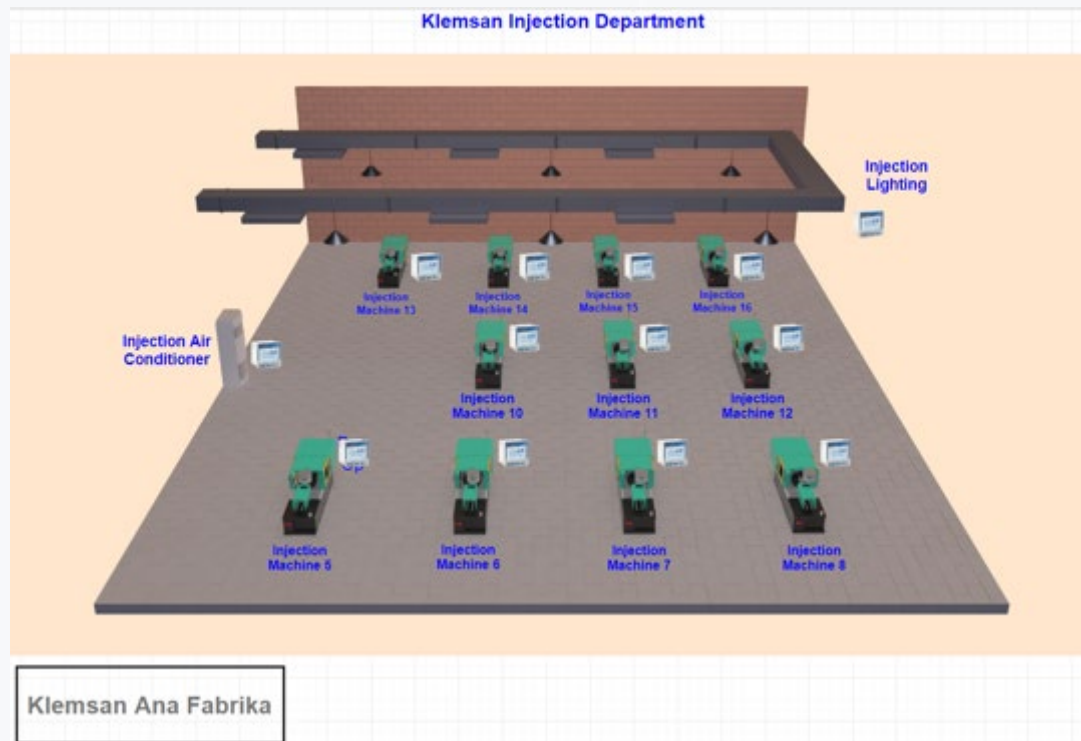 Klemsan Injection Department
Injection
Lighting
Injection
Machine 13
Injection
Machine 14
Injection
Machine 15
Injection
Machine 16
Injection Air
Conditioner
Injection
Machine 10
Injection
Machine 11
Injection
Machine 12
Injection
Machine 5
Injection
Machine 6
Injection
Machine 7
Injection
Machine 8
Klemsan Ana Fabrika